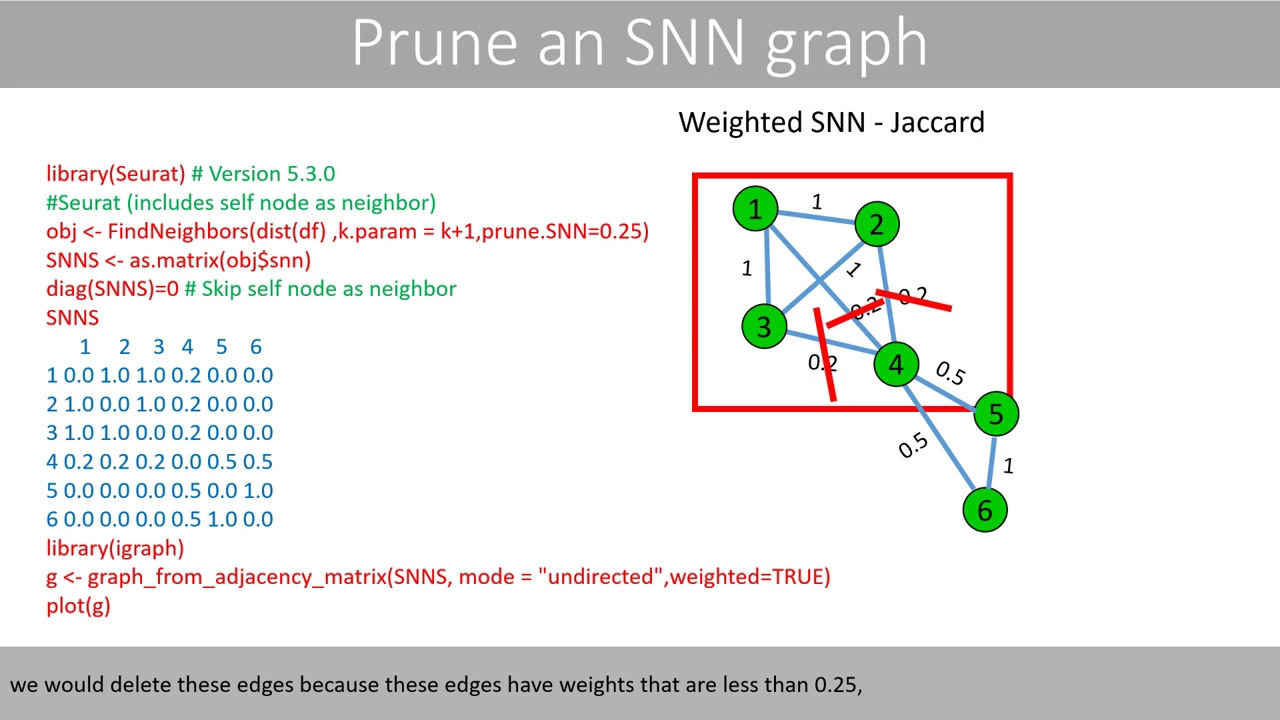 Prune an SNN graph
Weighted SNN - Jaccard
library(Seurat) # Version 5.3.0
#Seurat (includes self node as neighbor)
obj <- FindNeighbors(dist(df) ,k.param = k+1,prune.SNN=0.25)
SNNS <- as.matrix(obj$snn)
diag(SNNS)=0 # Skip self node as neighbor
SNNS
1 2 3 4 5 6
1 0.0 1.0 1.0 0.2 0.0 0.0
2 1.0 0.0 1.0 0.2 0.0 0.0
3 1.0 1.0 0.0 0.2 0.0 0.0
4 0.2 0.2 0.2 0.0 0.5 0.5
5 0.0 0.0 0.0 0.5 0.0 1.0
6 0.0 0.0 0.0 0.5 1.0 0.0
library(igraph)
g <- graph_from_adjacency_matrix(SNNS, mode = "undirected",weighted=TRUE)
plot(g)
1
1
2
1
1
0.2
0.2
3
0.2
4
0.5
5
0.5
1
6
we would delete these edges because these edges have weights that are less than 0.25,